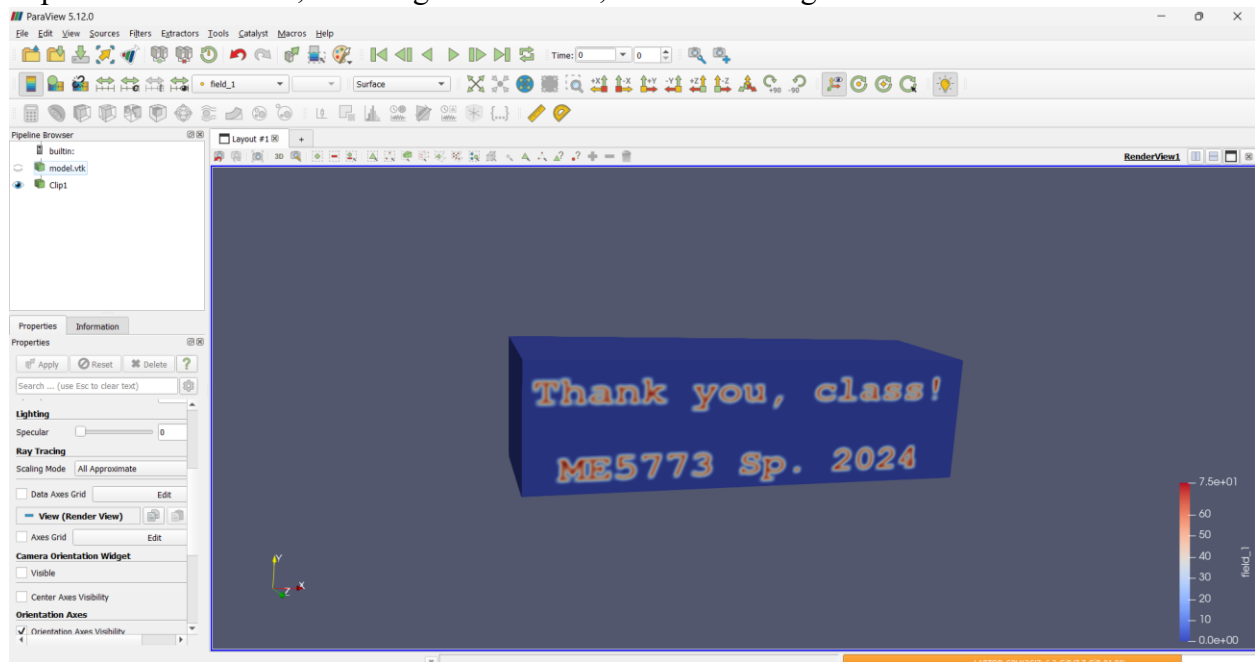 ParaView 5.12.0
File Edit View Sources Filters Extractors Tools Catalyst Macros Help
Time: 0 0
field_1 Surface +90 -90
+X -X +Y -Y +Z -Z
Pipeline Browser
Layout #1 +
builtin:
3D RenderView1
model.vtk
Clip1
Properties Information
Properties
Apply Reset Delete ?
Search ... (use Esc to clear text)
Lighting
Specular 0
Ray Tracing
Scaling Mode All Approximate
Data Axes Grid Edit
View (Render View)
Axes Grid Edit
Camera Orientation Widget
Visible
Center Axes Visibility
Orientation Axes
Orientation Axes Visibility
Thank you, class!
ME5773 Sp. 2024
Y
X
Z
7.5e+01
60
50
40
30
20
10
0.0e+00
field_1